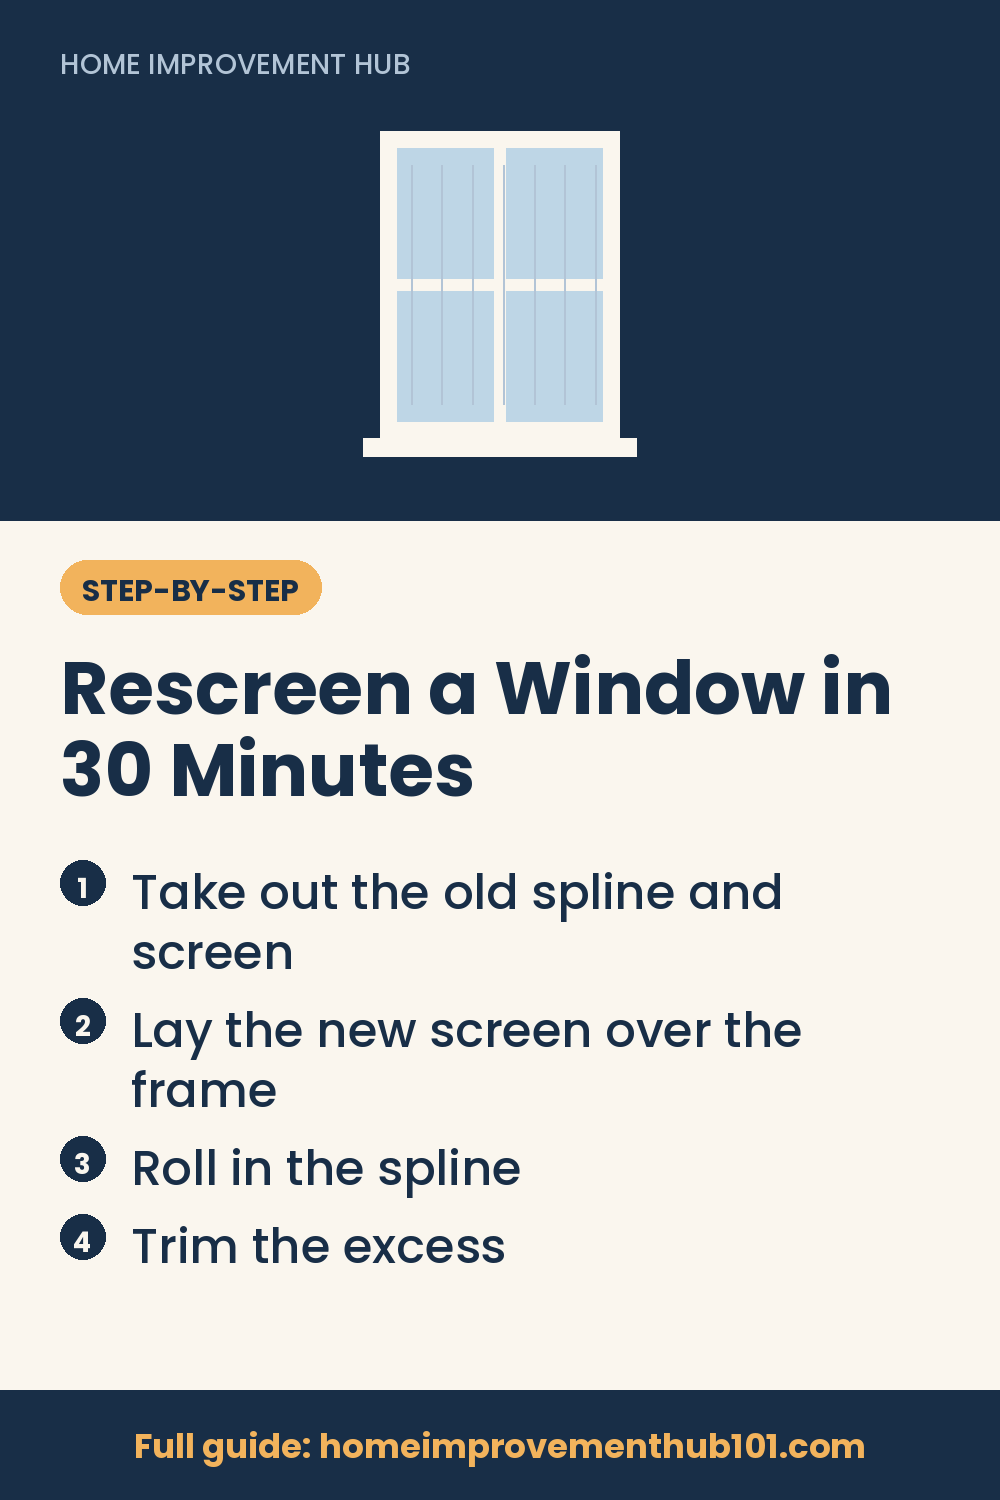 HOME IMPROVEMENT HUB
STEP-BY-STEP
Rescreen a Window in
30 Minutes
1 Take out the old spline and
screen
2 Lay the new screen over the
frame
3 Roll in the spline
4 Trim the excess
Full guide: homeimprovementhub101.com